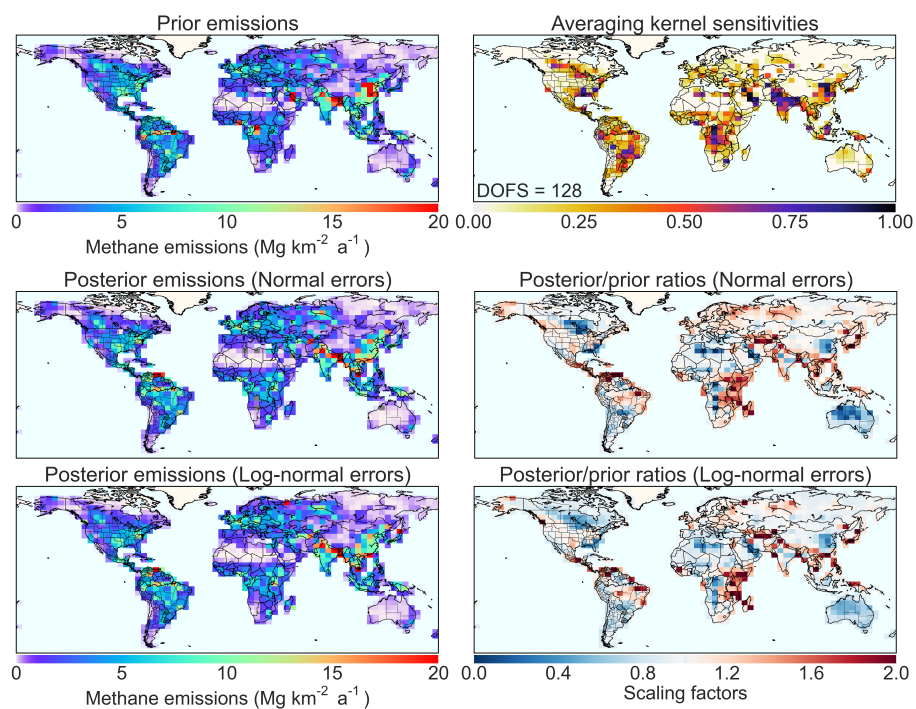 Prior emissions
Averaging kernel sensitivities
DOFS = 128
0 5 10 15 20
0.00 0.25 0.50 0.75 1.00
Methane emissions (Mg km-2 a-1)
Posterior emissions (Normal errors)
Posterior/prior ratios (Normal errors)
Posterior emissions (Log-normal errors)
Posterior/prior ratios (Log-normal errors)
0 5 10 15 20
0.0 0.4 0.8 1.2 1.6 2.0
Methane emissions (Mg km-2 a-1)
Scaling factors